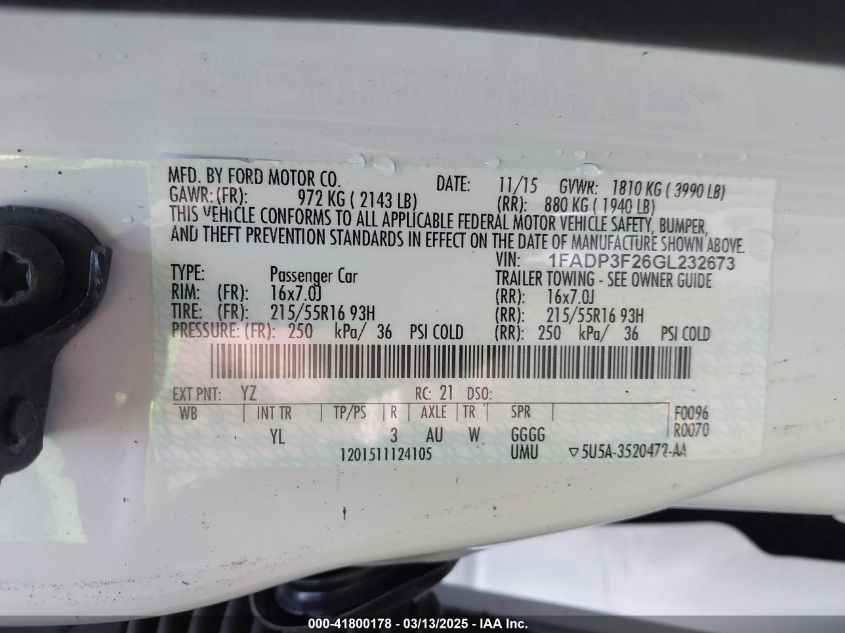 MFD. BY FORD MOTOR CO. DATE: 11/15 GVWR: 1810 KG ( 3990 LB)
GAWR: (FR): 972 KG ( 2143 LB) (RR): 880 KG ( 1940 LB)
THIS VEHICLE CONFORMS TO ALL APPLICABLE FEDERAL MOTOR VEHICLE SAFETY, BUMPER,
AND THEFT PREVENTION STANDARDS IN EFFECT ON THE DATE OF MANUFACTURE SHOWN ABOVE.
VIN: 1FADP3F26GL232673
TYPE: Passenger Car TRAILER TOWING - SEE OWNER GUIDE
RIM: (FR): 16x7.0J (RR): 16x7.0J
TIRE: (FR): 215/55R16 93H (RR): 215/55R16 93H
PRESSURE: (FR): 250 kPa/ 36 PSI COLD (RR): 250 kPa/ 36 PSI COLD
EXT PNT: YZ RC: 21 DSO:
WB INT TR TP/PS R AXLE TR SPR F0096
YL 3 AU W GGGG R0070
1201511124105 UMU ▽5U5A-3520472-AA
000-41800178 - 03/13/2025 - IAA Inc.